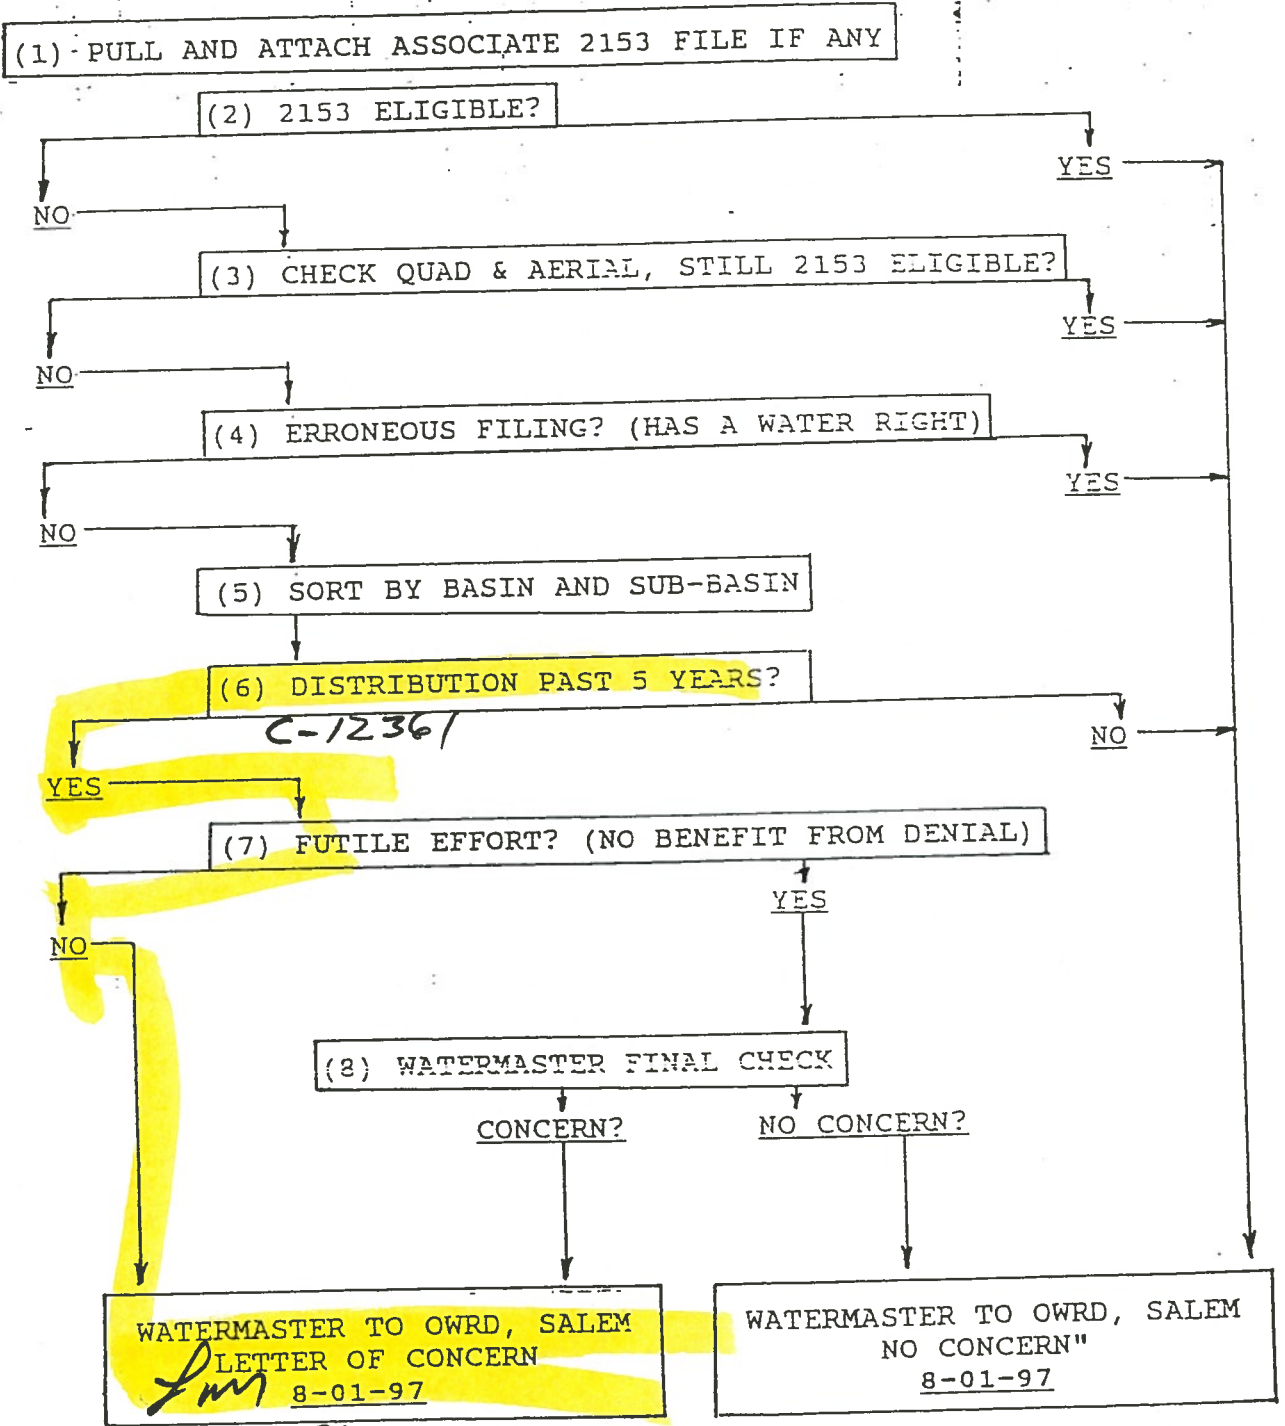 (1) PULL AND ATTACH ASSOCIATE 2153 FILE IF ANY
(2) 2153 ELIGIBLE?
YES
NO
(3) CHECK QUAD & AERIAL, STILL 2153 ELIGIBLE?
YES
NO
(4) ERRONEOUS FILING? (HAS A WATER RIGHT)
YES
NO
(5) SORT BY BASIN AND SUB-BASIN
(6) DISTRIBUTION PAST 5 YEARS?
C-12361
NO
YES
(7) FUTILE EFFORT? (NO BENEFIT FROM DENIAL)
YES
NO
(8) WATERMASTER FINAL CHECK
CONCERN?
NO CONCERN?
WATERMASTER TO OWRD, SALEM
LETTER OF CONCERN
8-01-97
WATERMASTER TO OWRD, SALEM
NO CONCERN"
8-01-97